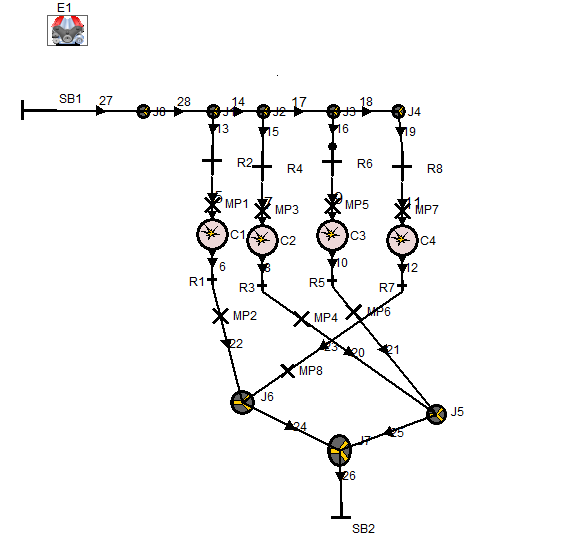 E1
SB1 27 J8 28 J1 14 J2 17 J3 18 J4
13 15 16 19
R2 R4 R6 R8
5 7 9 11
MP1 MP3 MP5 MP7
C1 C2 C3 C4
6 8 10 12
R1 R3 R5 R7
MP2 MP4 MP6
22 23 20 21
MP8
J6 J5
24 J7 25
26
SB2